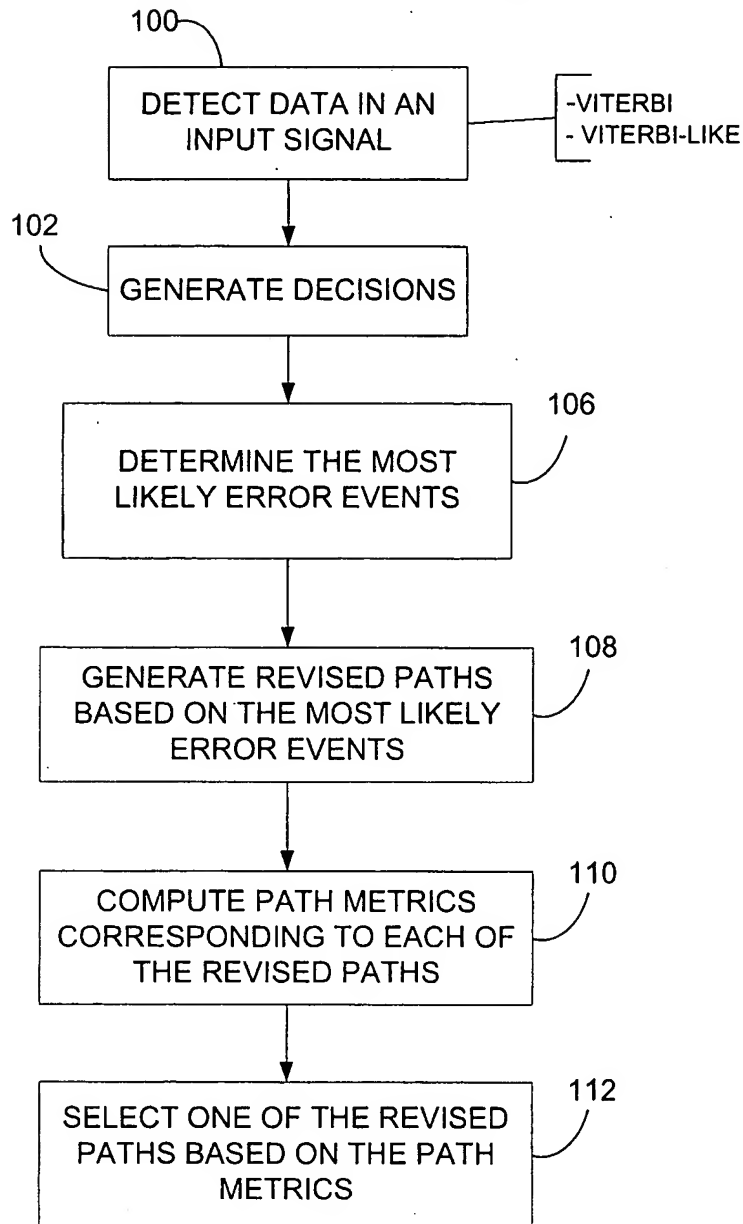 100
DETECT DATA IN AN
INPUT SIGNAL
-VITERBI
- VITERBI-LIKE
102
GENERATE DECISIONS
106
DETERMINE THE MOST
LIKELY ERROR EVENTS
108
GENERATE REVISED PATHS
BASED ON THE MOST LIKELY
ERROR EVENTS
110
COMPUTE PATH METRICS
CORRESPONDING TO EACH OF
THE REVISED PATHS
112
SELECT ONE OF THE REVISED
PATHS BASED ON THE PATH
METRICS